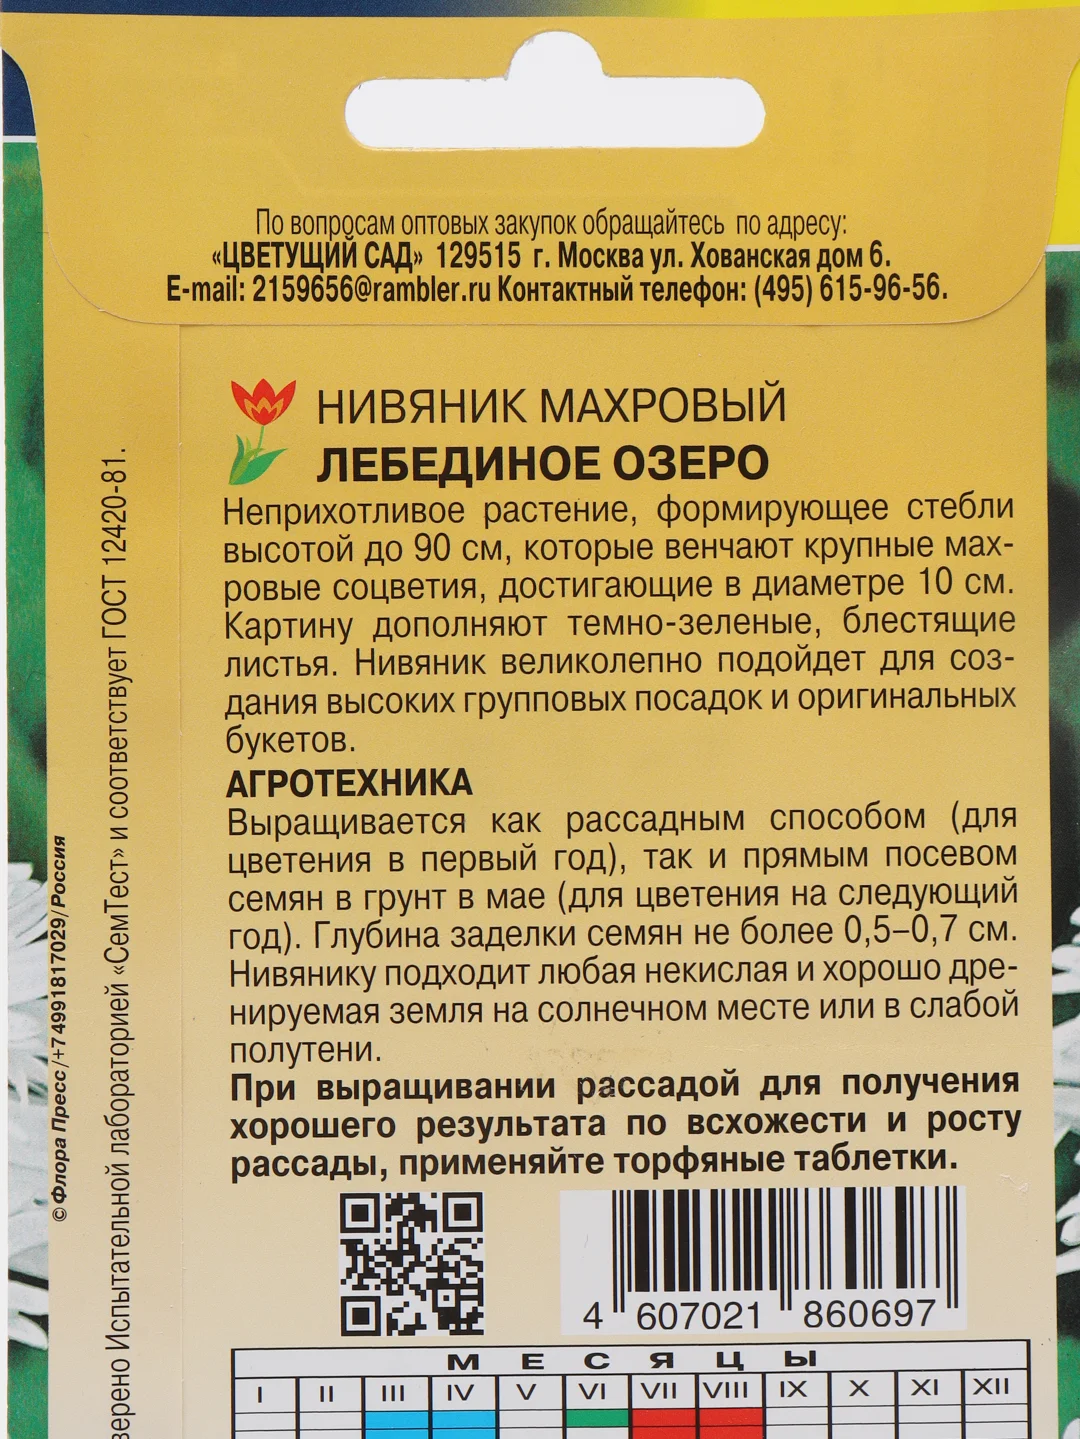 По вопросам оптовых закупок обращайтесь по адресу:
«ЦВЕТУЩИЙ САД» 129515 г. Москва ул. Хованская дом 6.
E-mail: 2159656@rambler.ru Контактный телефон: (495) 615-96-56.
НИВЯНИК МАХРОВЫЙ
ЛЕБЕДИНОЕ ОЗЕРО
Неприхотливое растение, формирующее стебли
высотой до 90 см, которые венчают крупные мах-
ровые соцветия, достигающие в диаметре 10 см.
Картину дополняют темно-зеленые, блестящие
листья. Нивяник великолепно подойдет для соз-
дания высоких групповых посадок и оригинальных
букетов.
АГРОТЕХНИКА
Выращивается как рассадным способом (для
цветения в первый год), так и прямым посевом
семян в грунт в мае (для цветения на следующий
год). Глубина заделки семян не более 0,5–0,7 см.
Нивянику подходит любая некислая и хорошо дре-
нируемая земля на солнечном месте или в слабой
полутени.
При выращивании рассадой для получения
хорошего результата по всхожести и росту
рассады, применяйте торфяные таблетки.
4 607021 860697
МЕСЯЦЫ
I II III IV V VI VII VIII IX X XI XII
© Флора Пресс/+74991817029/Россия
верено Испытательной лабораторией «СемТест» и соответствует ГОСТ 12420-81.